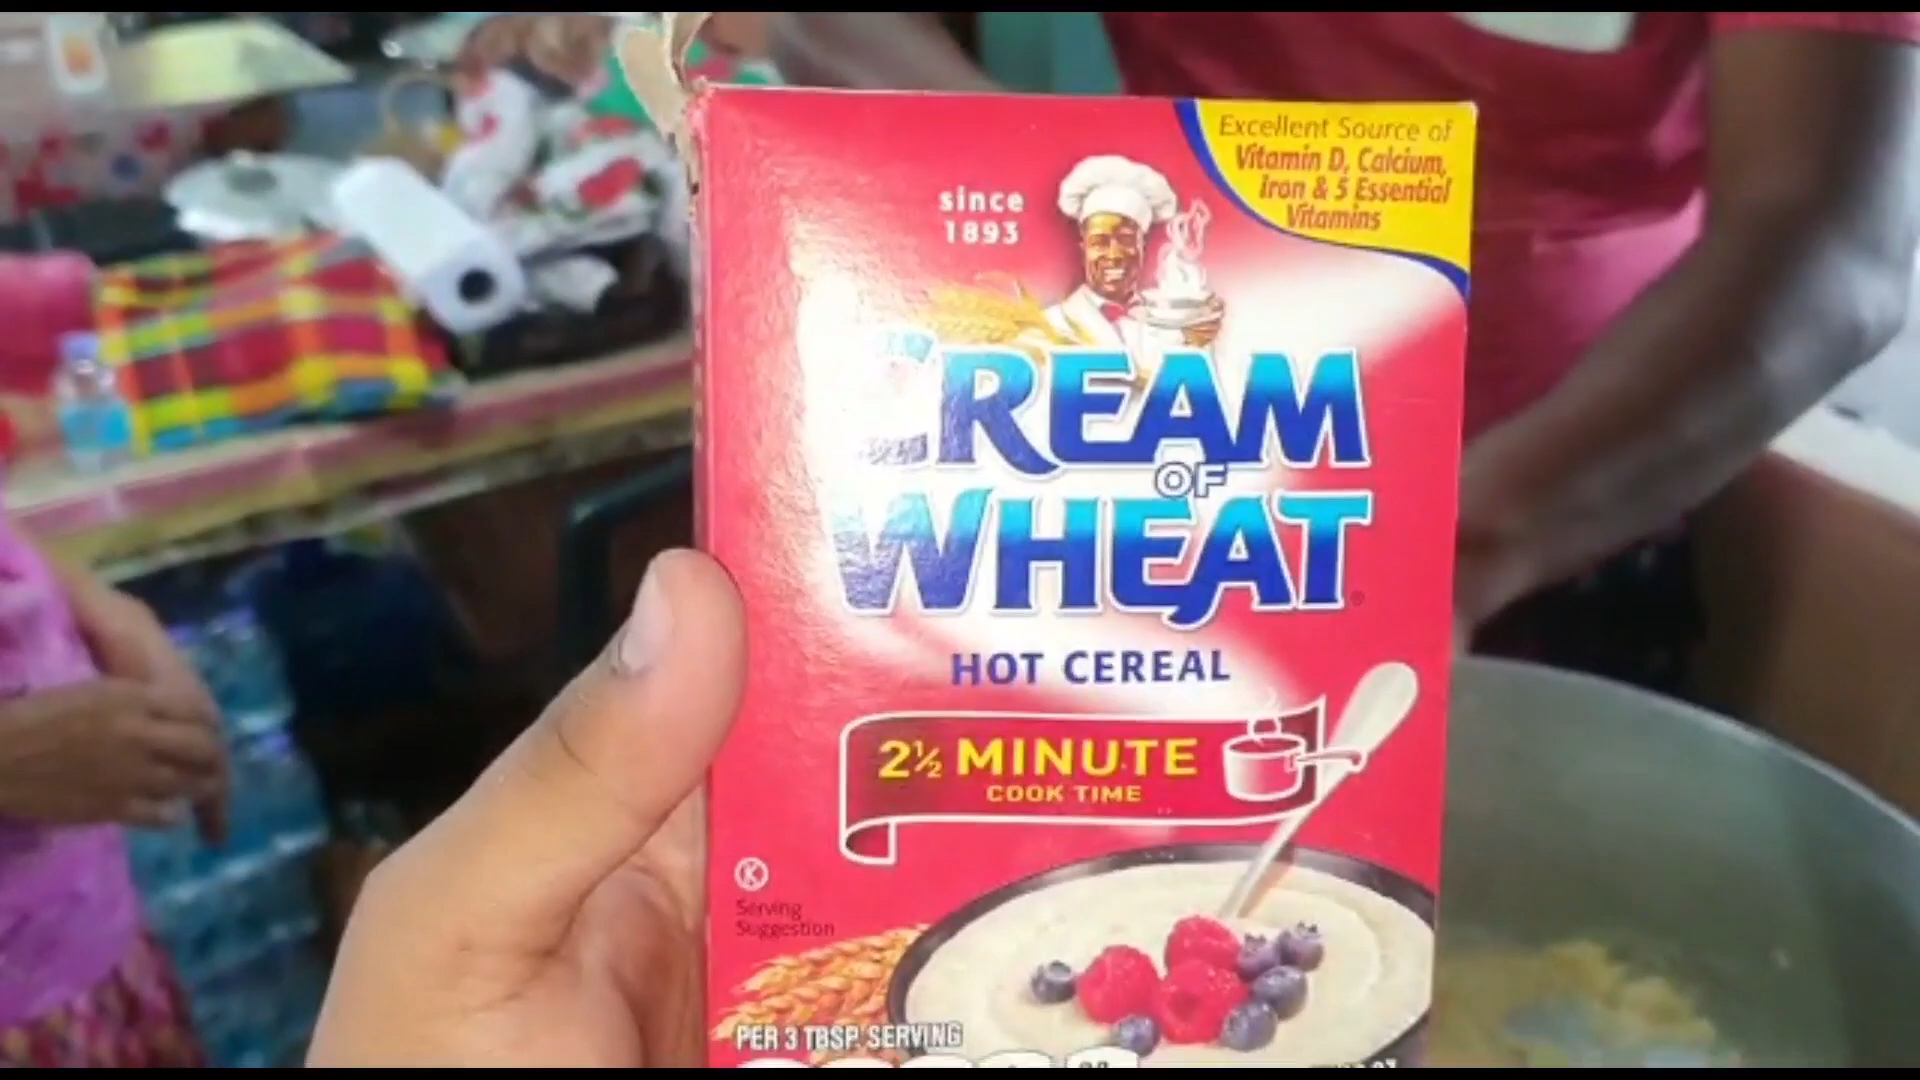 Excellent Source of
Vitamin D, Calcium,
Iron & 5 Essential
Vitamins
since
1893
CREAM
OF
WHEAT®
HOT CEREAL
2½ MINUTE
COOK TIME
K
Serving
Suggestion
PER 3 TBSP. SERVING